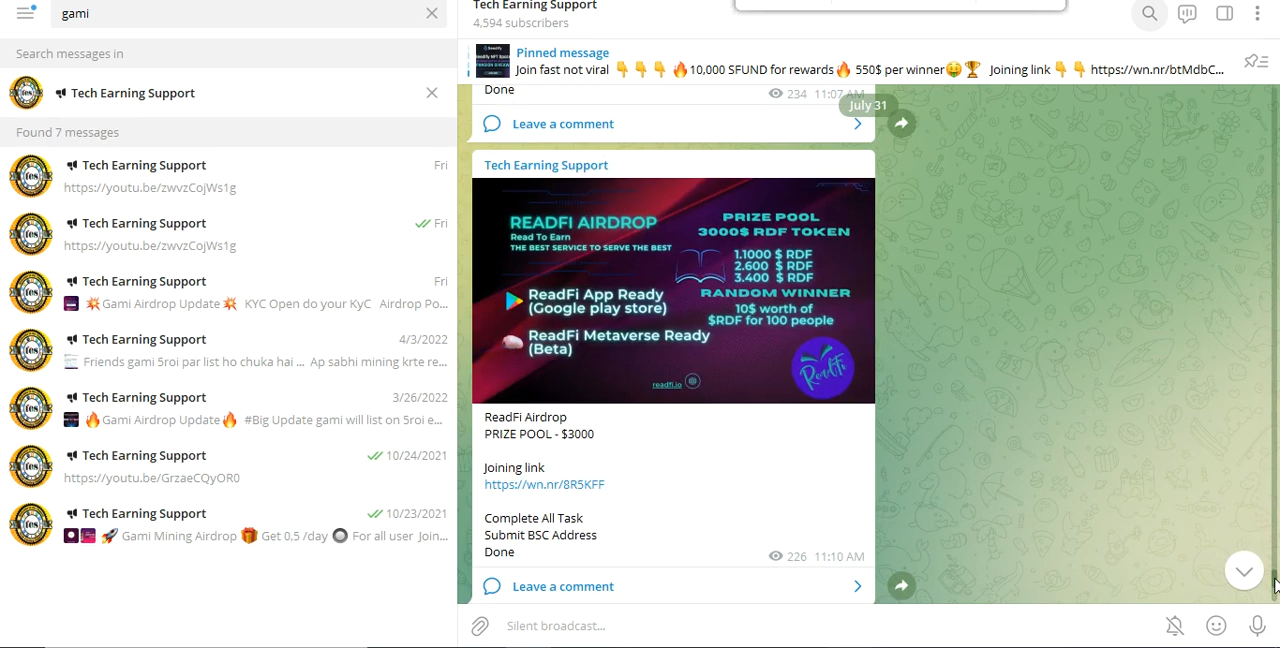 gami
Search messages in
Tech Earning Support
Found 7 messages
Tech Earning Support Fri
https://youtu.be/zwvzCojWs1g
Tech Earning Support Fri
https://youtu.be/zwvzCojWs1g
Tech Earning Support Fri
💥Gami Airdrop Update💥 KYC Open do your KyC Airdrop Po...
Tech Earning Support 4/3/2022
Friends gami 5roi par list ho chuka hai ... Ap sabhi mining krte re...
Tech Earning Support 3/26/2022
🔥Gami Airdrop Update🔥 #Big Update gami will list on 5roi e...
Tech Earning Support 10/24/2021
https://youtu.be/GrzaeCQyOR0
Tech Earning Support 10/23/2021
🚀 Gami Mining Airdrop 🎁 Get 0,5 /day For all user Join...
Tech Earning Support
4,594 subscribers
Pinned message
Join fast not viral 👇👇👇 🔥10,000 SFUND for rewards🔥 550$ per winner🤑🏆 Joining link👇👇 https://wn.nr/btMdbC...
Done 234 11:07 AM
July 31
Leave a comment
Tech Earning Support
READFI AIRDROP
Read To Earn
THE BEST SERVICE TO SERVE THE BEST
ReadFi App Ready
(Google play store)
ReadFi Metaverse Ready
(Beta)
readfi.io
PRIZE POOL
3000$ RDF TOKEN
1.1000 $ RDF
2.600 $ RDF
3.400 $ RDF
RANDOM WINNER
10$ worth of
$RDF for 100 people
ReadFi
ReadFi Airdrop
PRIZE POOL - $3000
Joining link
https://wn.nr/8R5KFF
Complete All Task
Submit BSC Address
Done 226 11:10 AM
Leave a comment
Silent broadcast...